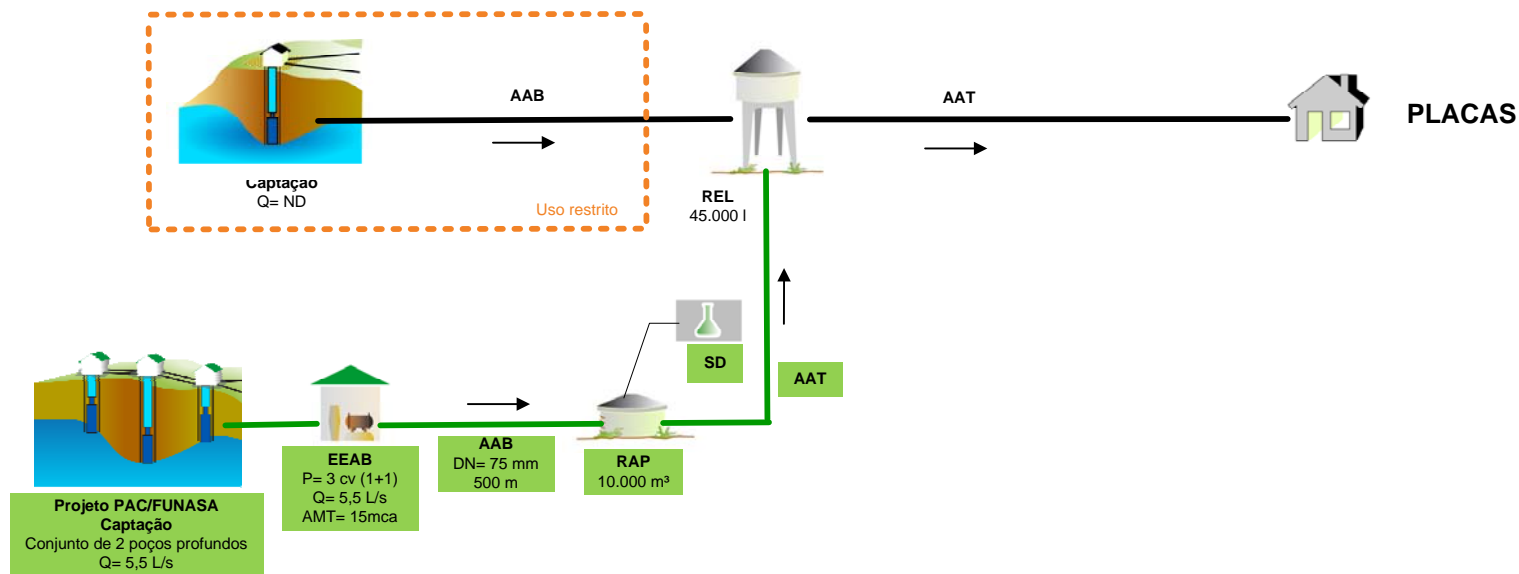 AAB
AAT
PLACAS
Captação
Q= ND
Uso restrito
REL
45.000 l
SD
AAT
EEAB
P= 3 cv (1+1)
Q= 5,5 L/s
AMT= 15mca
AAB
DN= 75 mm
500 m
RAP
10.000 m³
Projeto PAC/FUNASA
Captação
Conjunto de 2 poços profundos
Q= 5,5 L/s